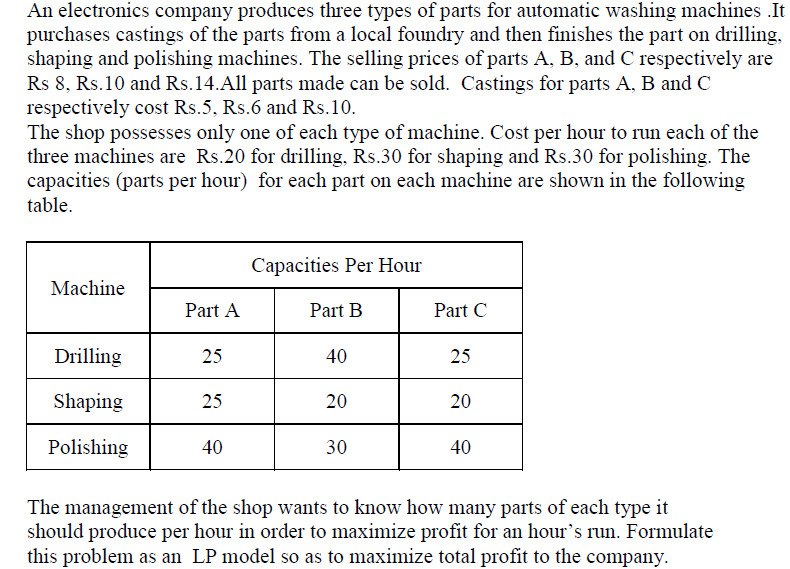 An electronics company produces three types of parts for automatic washing machines .It
purchases castings of the parts from a local foundry and then finishes the part on drilling,
shaping and polishing machines. The selling prices of parts A, B, and C respectively are
Rs 8, Rs.10 and Rs.14.All parts made can be sold. Castings for parts A, B and C
respectively cost Rs.5, Rs.6 and Rs.10.
The shop possesses only one of each type of machine. Cost per hour to run each of the
three machines are Rs.20 for drilling, Rs.30 for shaping and Rs.30 for polishing. The
capacities (parts per hour) for each part on each machine are shown in the following
table.
Machine Capacities Per Hour
Part A Part B Part C
Drilling 25 40 25
Shaping 25 20 20
Polishing 40 30 40
The management of the shop wants to know how many parts of each type it
should produce per hour in order to maximize profit for an hour's run. Formulate
this problem as an LP model so as to maximize total profit to the company.